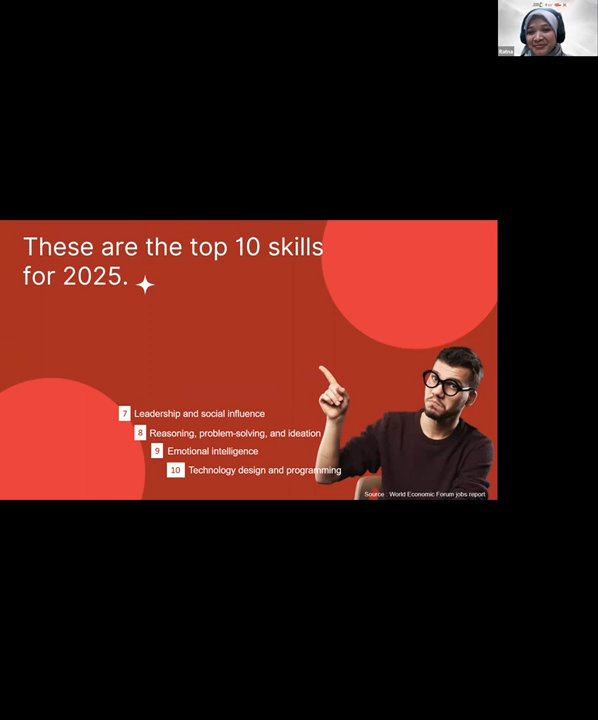 Ratna
These are the top 10 skills
for 2025.
7 Leadership and social influence
8 Reasoning, problem-solving, and ideation
9 Emotional intelligence
10 Technology design and programming
Source : World Economic Forum jobs report.